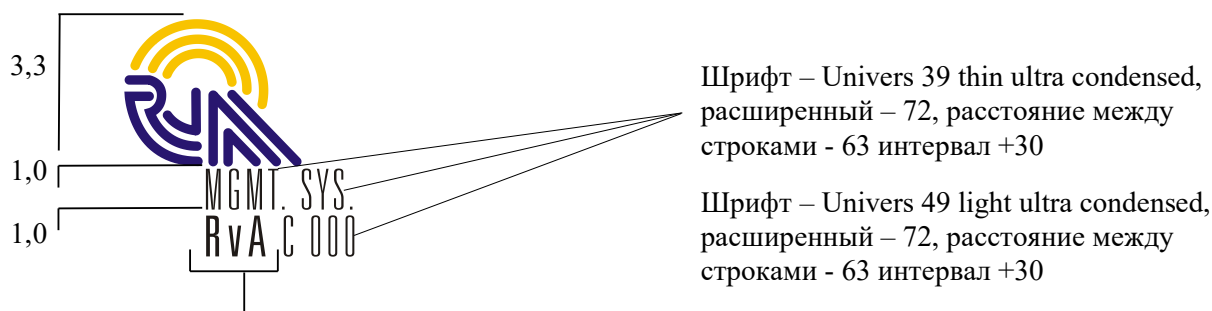 3,3
1,0
1,0
RVA
MGMT. SYS.
RvA C 000
Шрифт – Univers 39 thin ultra condensed,
расширенный – 72, расстояние между
строками - 63 интервал +30
Шрифт – Univers 49 light ultra condensed,
расширенный – 72, расстояние между
строками - 63 интервал +30